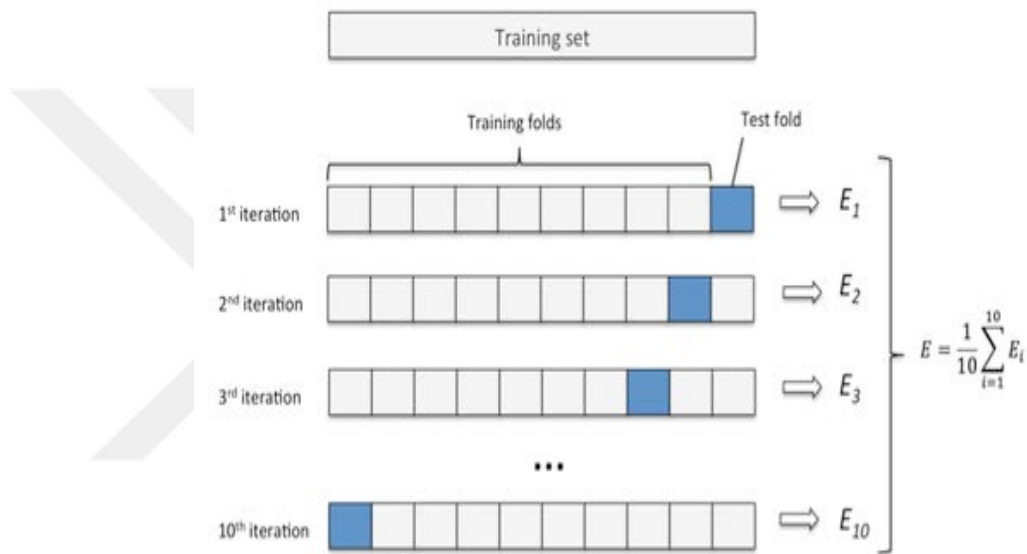 Training set
Training folds
Test fold
1st iteration
E1
2nd iteration
E2
E = 1/10 ∑ i=1 10 Ei
3rd iteration
E3
...
10th iteration
E10